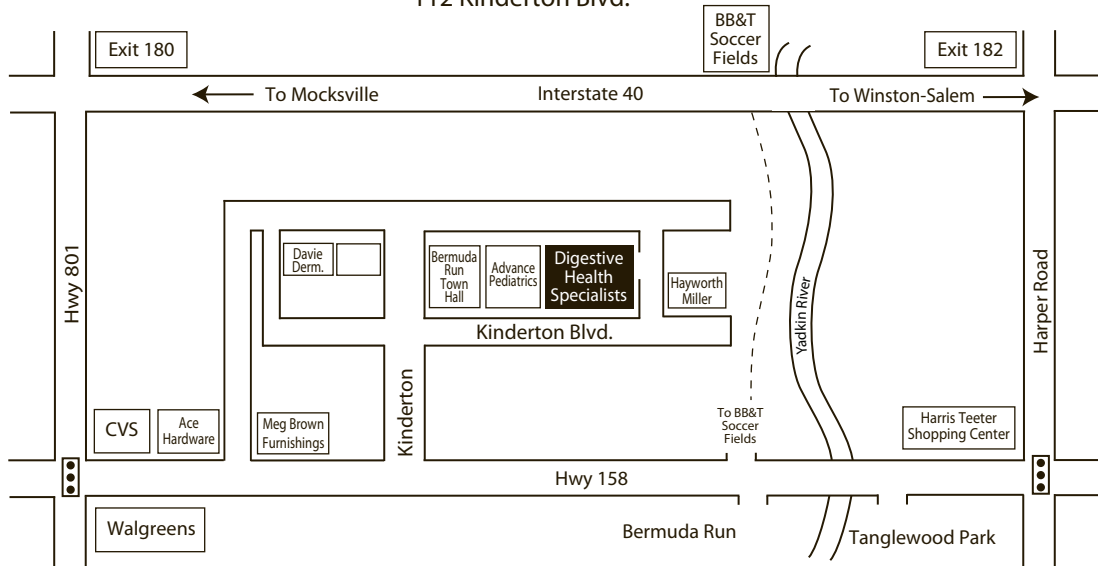 112 Kinderton Blvd.
BB&T
Soccer
Fields
Exit 180
Exit 182
To Mocksville
Interstate 40
To Winston-Salem
Hwy 801
Davie
Derm.
Bermuda
Run
Town
Hall
Advance
Pediatrics
Digestive
Health
Specialists
Hayworth
Miller
Kinderton Blvd.
Yadkin River
Harper Road
Kinderton
CVS
Ace
Hardware
Meg Brown
Furnishings
To BB&T
Soccer
Fields
Harris Teeter
Shopping Center
Hwy 158
Walgreens
Bermuda Run
Tanglewood Park